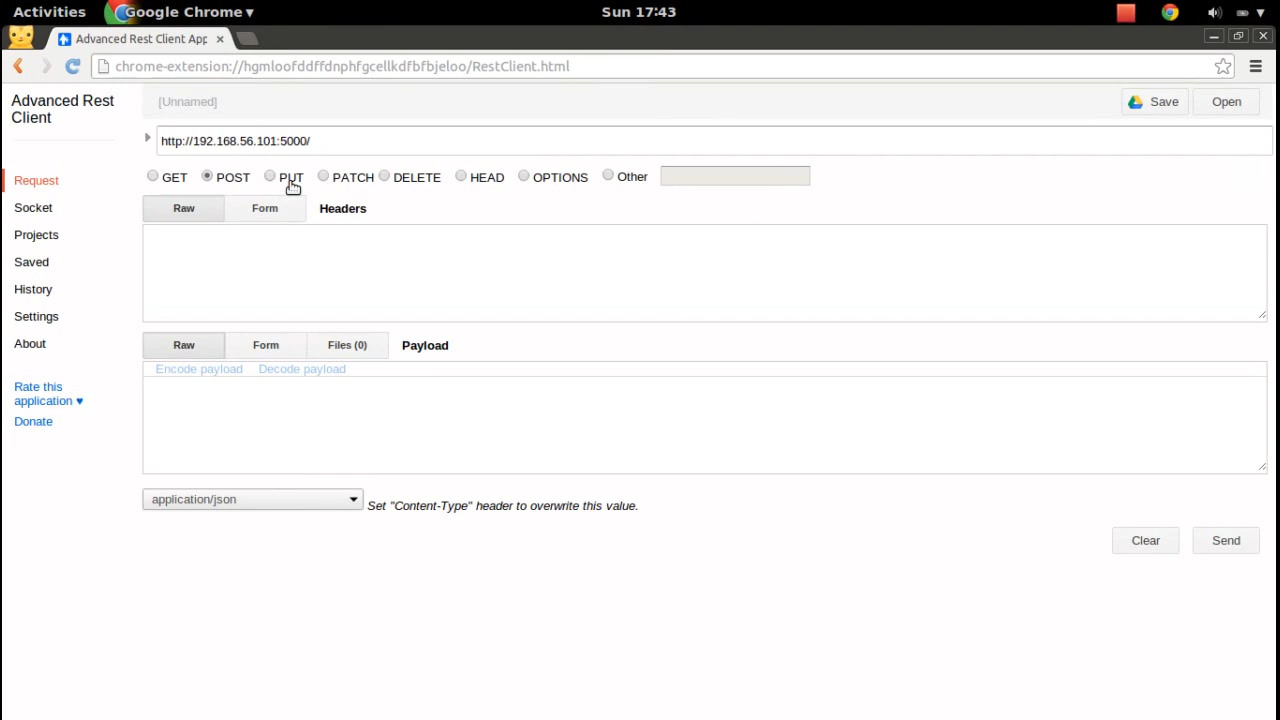 Activities Google Chrome Sun 17:43
Advanced Rest Client App
chrome-extension://hgmloofddffdnphfgcellkdfbfbjeloo/RestClient.html
Advanced Rest
Client
[Unnamed] Save Open
http://192.168.56.101:5000/
GET POST PUT PATCH DELETE HEAD OPTIONS Other
Raw Form Headers
Request
Socket
Projects
Saved
History
Settings
About
Rate this
application ♥
Donate
Raw Form Files (0) Payload
Encode payload Decode payload
application/json Set "Content-Type" header to overwrite this value.
Clear Send